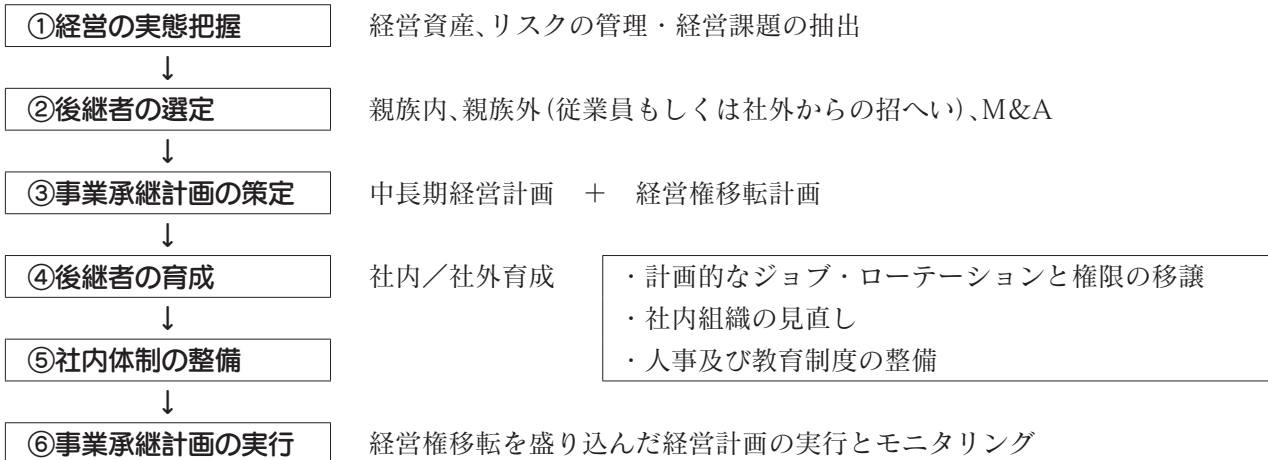 ①経営の実態把握 経営資産、リスクの管理・経営課題の抽出
↓
②後継者の選定 親族内、親族外(従業員もしくは社外からの招へい)、M&A
↓
③事業承継計画の策定 中長期経営計画 + 経営権移転計画
↓
④後継者の育成 社内/社外育成 ・計画的なジョブ・ローテーションと権限の移譲
↓ ・社内組織の見直し
⑤社内体制の整備 ・人事及び教育制度の整備
↓
⑥事業承継計画の実行 経営権移転を盛り込んだ経営計画の実行とモニタリング